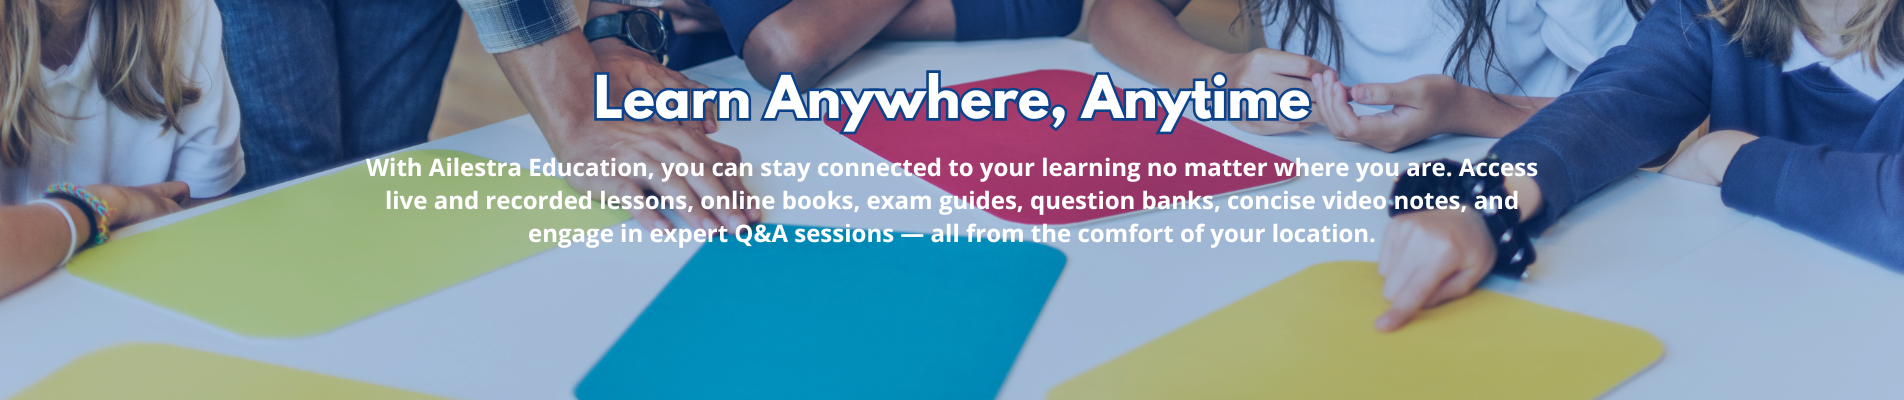 Learn Anywhere, Anytime
With Ailestra Education, you can stay connected to your learning no matter where you are. Access
live and recorded lessons, online books, exam guides, question banks, concise video notes, and
engage in expert Q&A sessions — all from the comfort of your location.